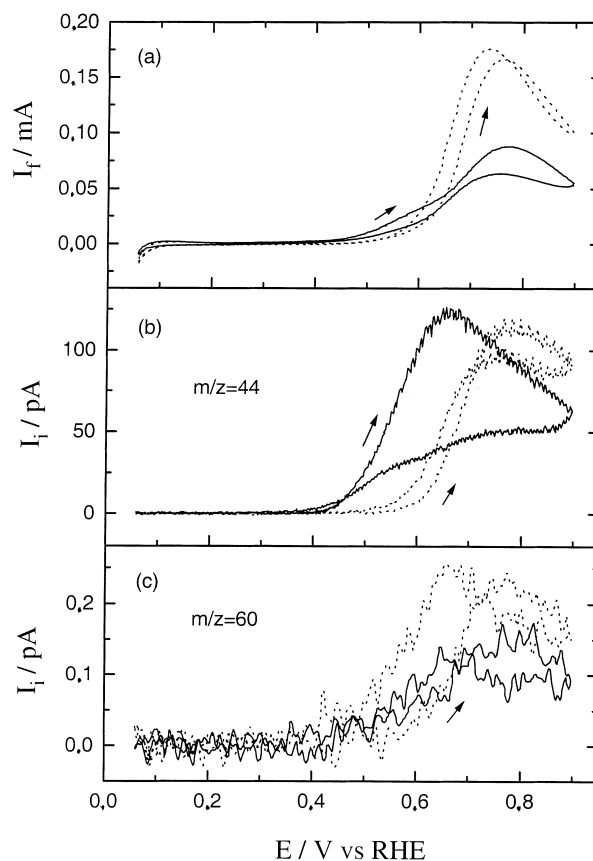 0,20
(a)
0,15
0,10
I_f / mA
0,05
0,00
(b)
100
m/z=44
I_i / pA
50
0
(c)
0,2
m/z=60
I_i / pA
0,1
0,0
0,0 0,2 0,4 0,6 0,8
E / V vs RHE